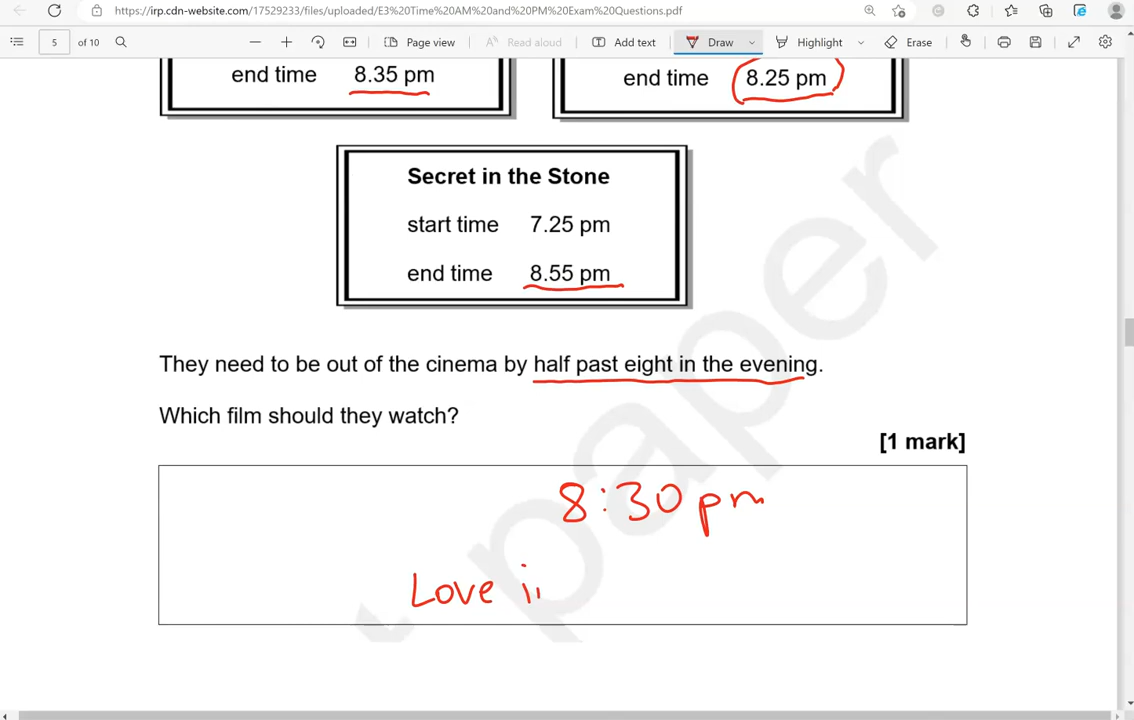 https://irp.cdn-website.com/17529233/files/uploaded/E3%20Time%20AM%20and%20PM%20Exam%20Questions.pdf
5 of 10 Page view Read aloud Add text Draw Highlight Erase
end time 8.35 pm
end time 8.25 pm
Secret in the Stone
start time 7.25 pm
end time 8.55 pm
They need to be out of the cinema by half past eight in the evening.
Which film should they watch?
[1 mark]
8:30 pm
Love i
paper